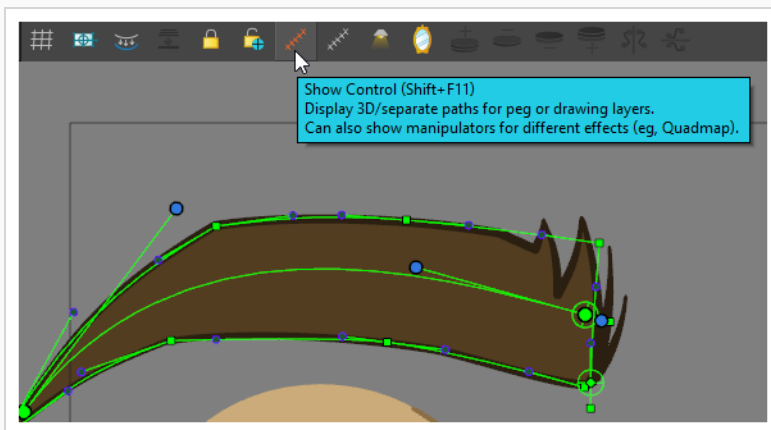 Show Control (Shift+F11)
Display 3D/separate paths for peg or drawing layers.
Can also show manipulators for different effects (eg, Quadmap).